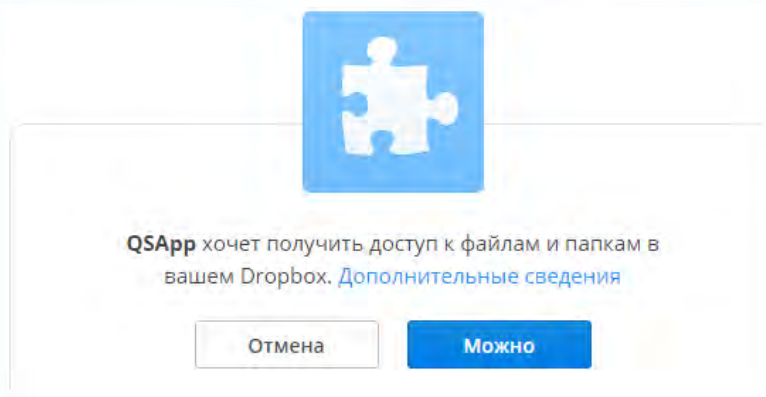 QSApp хочет получить доступ к файлам и папкам в
вашем Dropbox. Дополнительные сведения
Отмена Можно